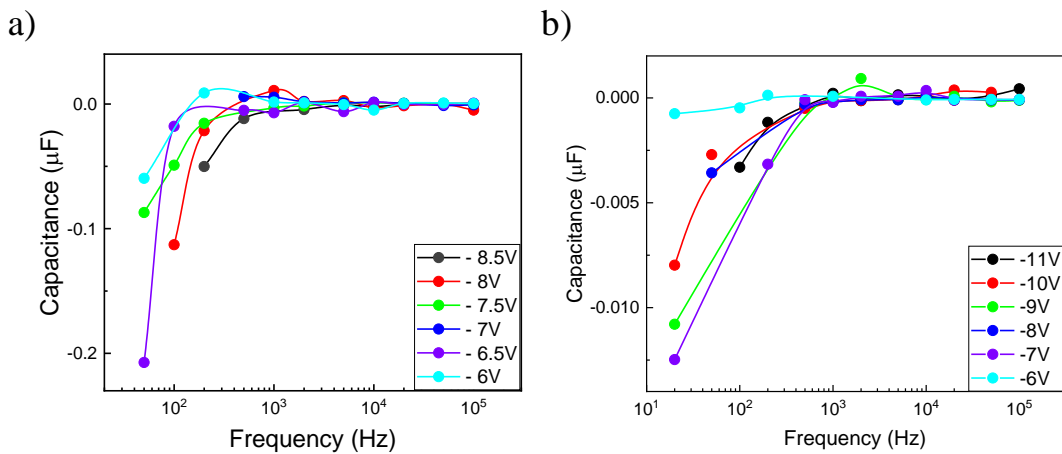 a)
0.0
-0.1
-0.2
Capacitance (μF)
10² 10³ 10⁴ 10⁵
Frequency (Hz)
- 8.5V
- 8V
- 7.5V
- 7V
- 6.5V
- 6V
b)
0.000
-0.005
-0.010
Capacitance (μF)
10¹ 10² 10³ 10⁴ 10⁵
Frequency (Hz)
-11V
-10V
-9V
-8V
-7V
-6V